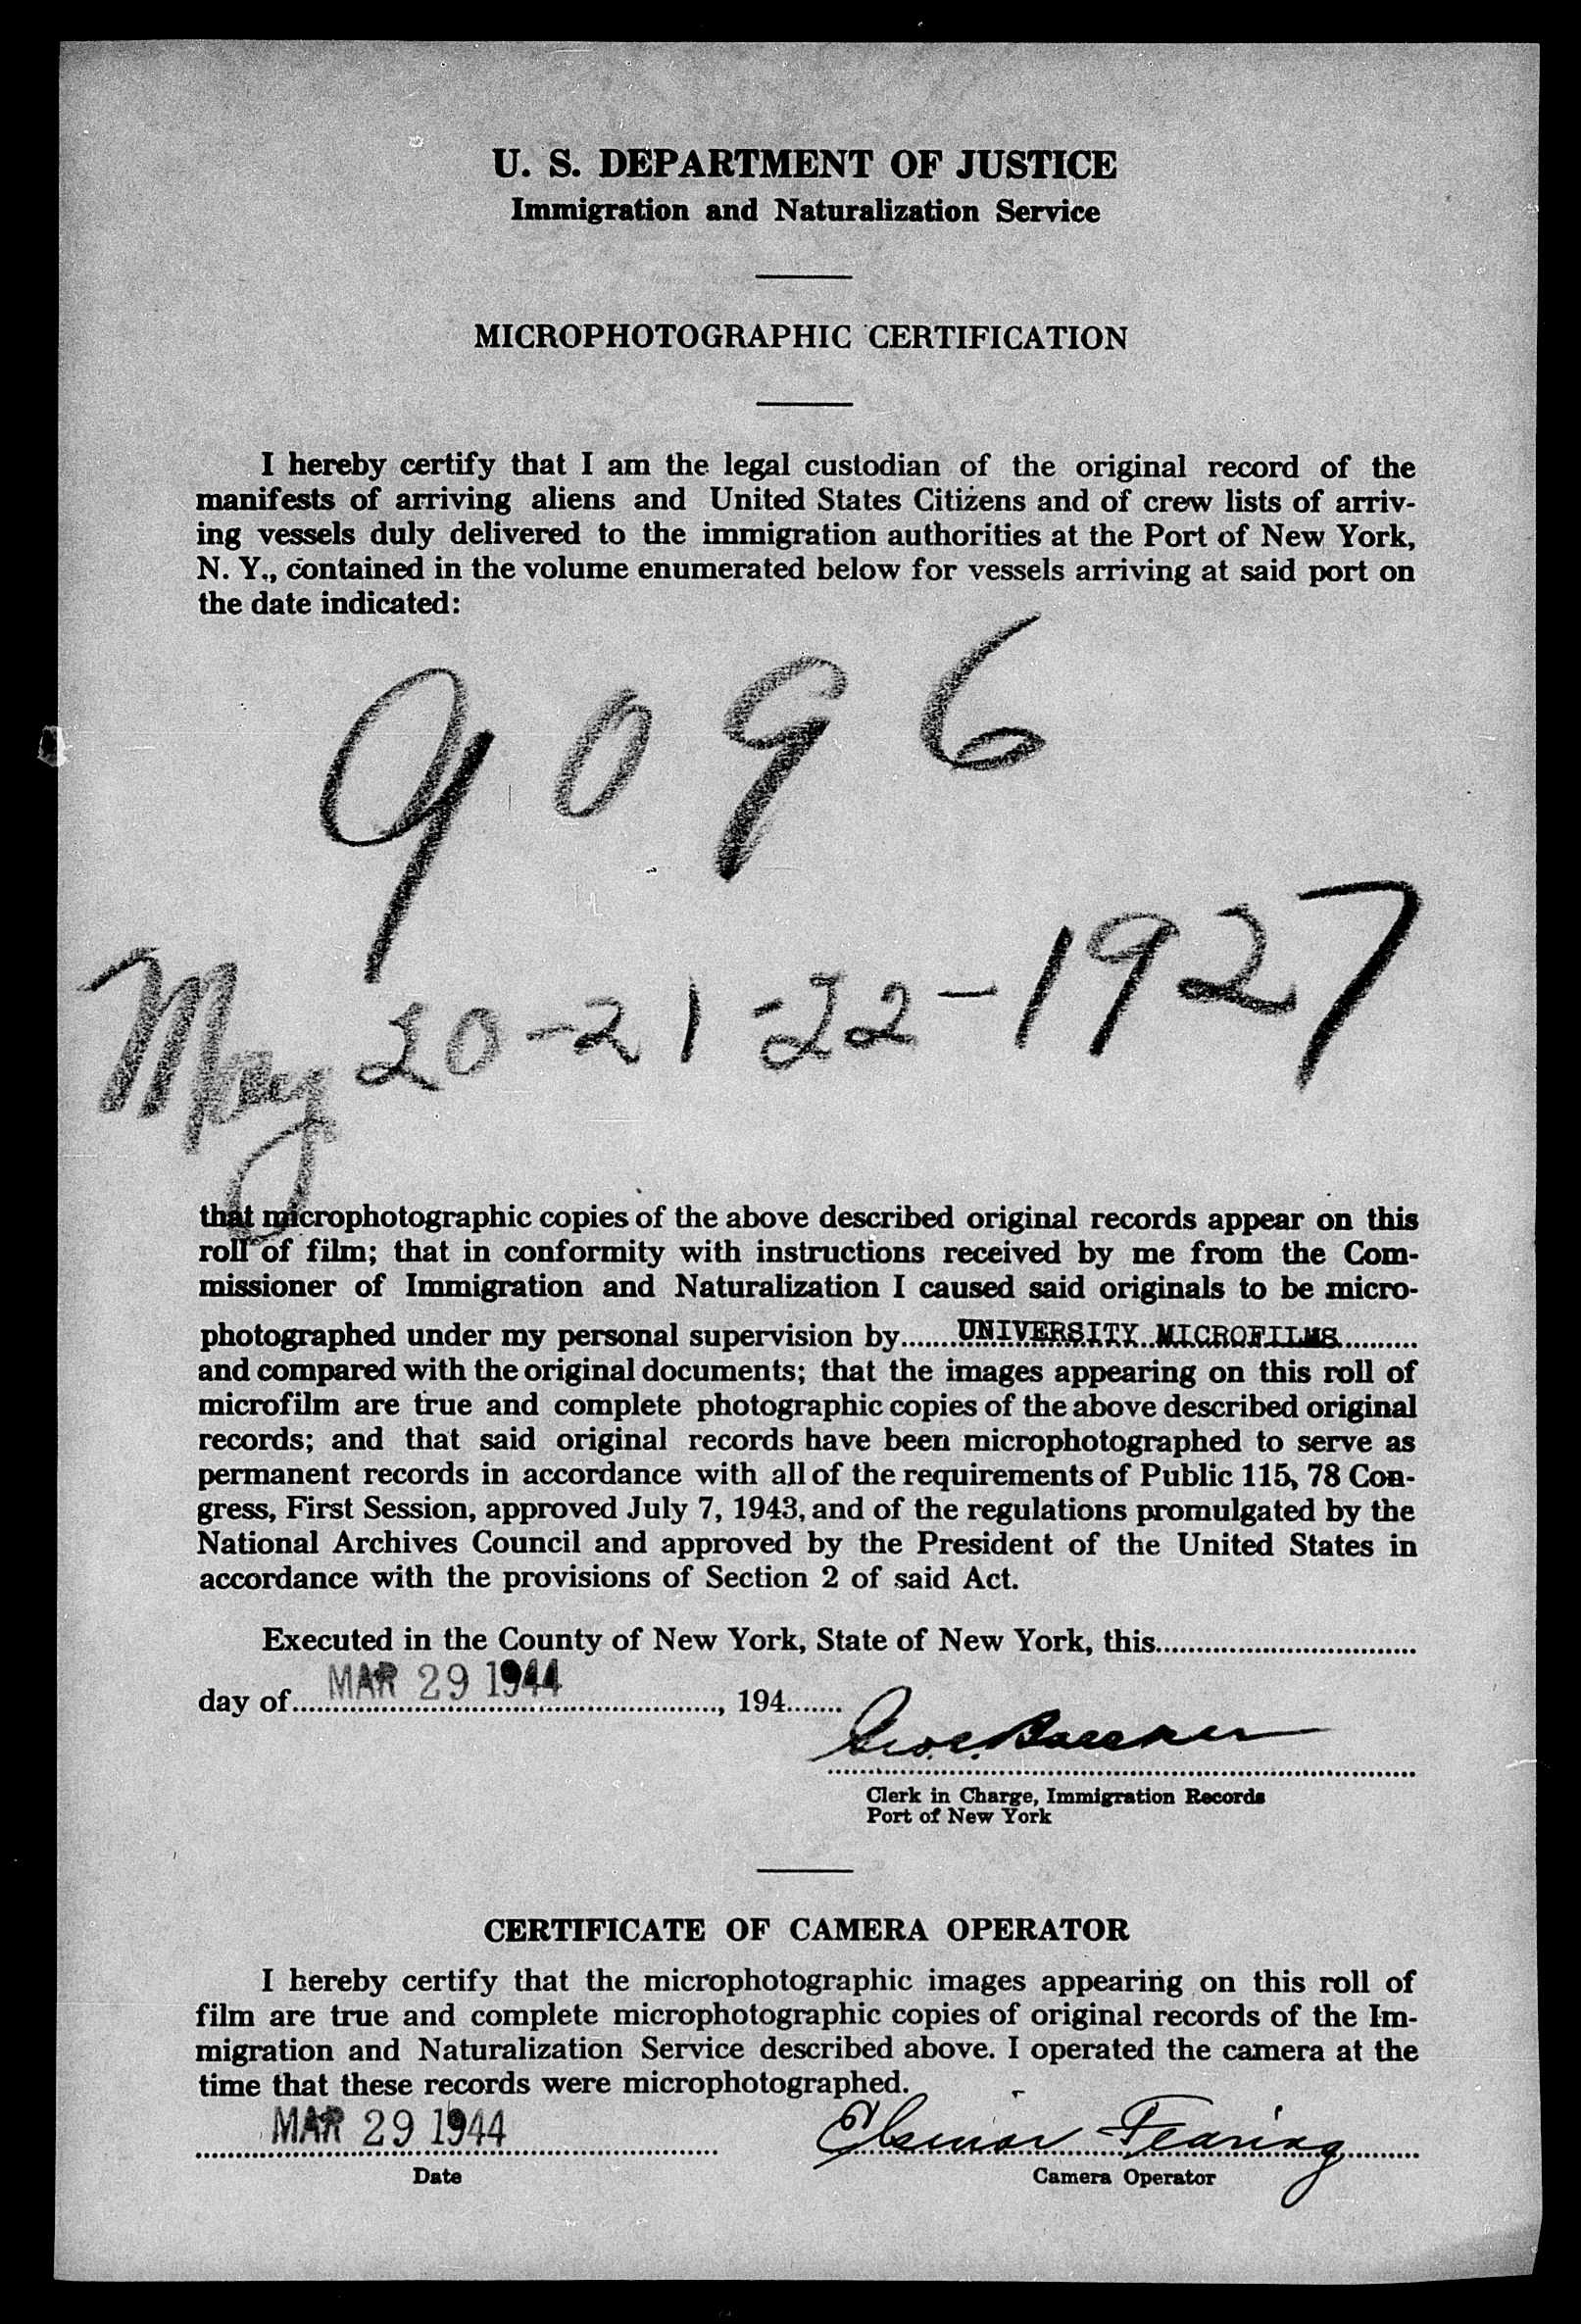 U. S. DEPARTMENT OF JUSTICE
Immigration and Naturalization Service
MICROPHOTOGRAPHIC CERTIFICATION
I hereby certify that I am the legal custodian of the original record of the
manifests of arriving aliens and United States Citizens and of crew lists of arriv-
ing vessels duly delivered to the immigration authorities at the Port of New York,
N. Y., contained in the volume enumerated below for vessels arriving at said port on
the date indicated:
9096
May 20-21-22-1927
that microphotographic copies of the above described original records appear on this
roll of film; that in conformity with instructions received by me from the Com-
missioner of Immigration and Naturalization I caused said originals to be micro-
photographed under my personal supervision by UNIVERSITY MICROFILMS
and compared with the original documents; that the images appearing on this roll of
microfilm are true and complete photographic copies of the above described original
records; and that said original records have been microphotographed to serve as
permanent records in accordance with all of the requirements of Public 115, 78 Con-
gress, First Session, approved July 7, 1943, and of the regulations promulgated by the
National Archives Council and approved by the President of the United States in
accordance with the provisions of Section 2 of said Act.
Executed in the County of New York, State of New York, this
day of MAR 29 1944, 194
Clerk in Charge, Immigration Records
Port of New York
CERTIFICATE OF CAMERA OPERATOR
I hereby certify that the microphotographic images appearing on this roll of
film are true and complete microphotographic copies of original records of the Im-
migration and Naturalization Service described above. I operated the camera at the
time that these records were microphotographed.
MAR 29 1944 Elenor Fearing
Date Camera Operator